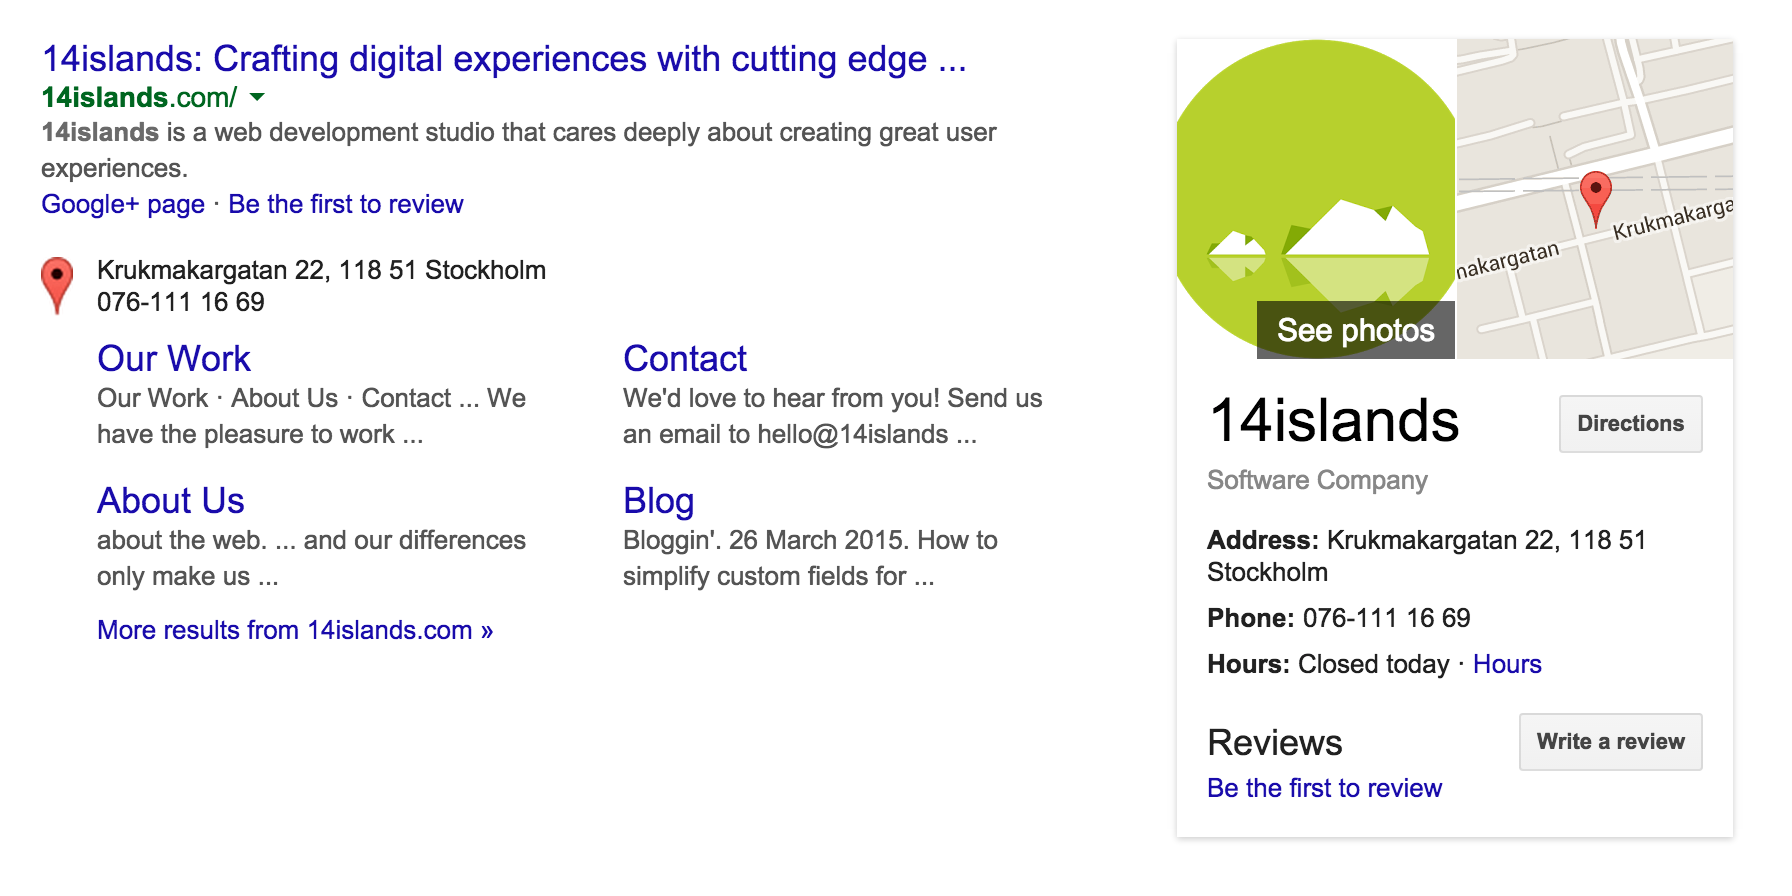 14islands: Crafting digital experiences with cutting edge ...
14islands.com/
14islands is a web development studio that cares deeply about creating great user
experiences.
Google+ page · Be the first to review
Krukmakargatan 22, 118 51 Stockholm
076-111 16 69
Our Work
Our Work · About Us · Contact ... We
have the pleasure to work ...
Contact
We'd love to hear from you! Send us
an email to hello@14islands ...
About Us
about the web. ... and our differences
only make us ...
Blog
Bloggin'. 26 March 2015. How to
simplify custom fields for ...
More results from 14islands.com »
Krukmakarga
makargatan
See photos
14islands
Directions
Software Company
Address: Krukmakargatan 22, 118 51
Stockholm
Phone: 076-111 16 69
Hours: Closed today · Hours
Reviews
Write a review
Be the first to review